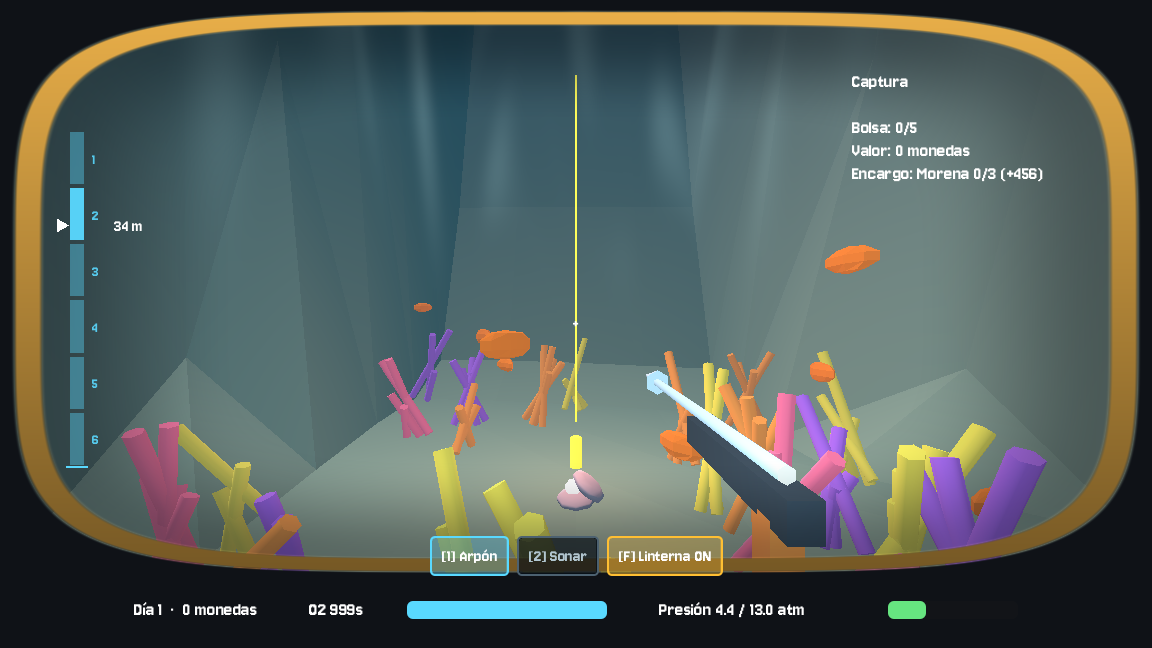 Captura
Bolsa: 0/5
Valor: 0 monedas
Encargo: Morena 0/3 (+456)
1
2
34 m
3
4
5
6
[1] Arpón
[2] Sonar
[F] Linterna ON
Día 1 · 0 monedas
O2 999s
Presión 4.4 / 13.0 atm